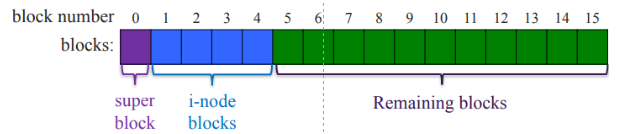 block number 0 1 2 3 4 5 6 7 8 9 10 11 12 13 14 15
blocks:
super
block
i-node
blocks
Remaining blocks